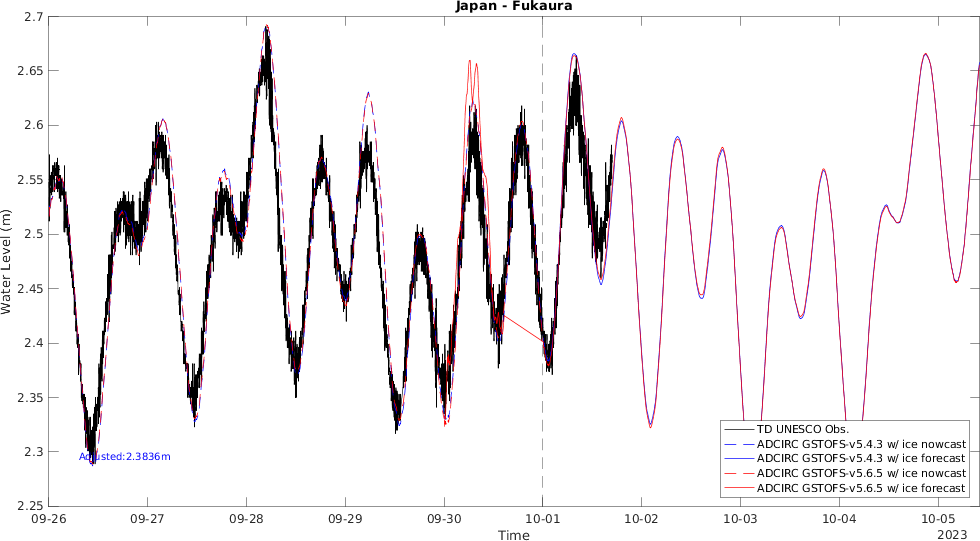 Japan - Fukaura
2.7
2.65
2.6
2.55
2.5
2.45
2.4
2.35
2.3
2.25
Water Level (m)
Adjusted:2.3836m
TD UNESCO Obs.
ADCIRC GSTOFS-v5.4.3 w/ ice nowcast
ADCIRC GSTOFS-v5.4.3 w/ ice forecast
ADCIRC GSTOFS-v5.6.5 w/ ice nowcast
ADCIRC GSTOFS-v5.6.5 w/ ice forecast
09-26 09-27 09-28 09-29 09-30 10-01 10-02 10-03 10-04 10-05
Time
2023